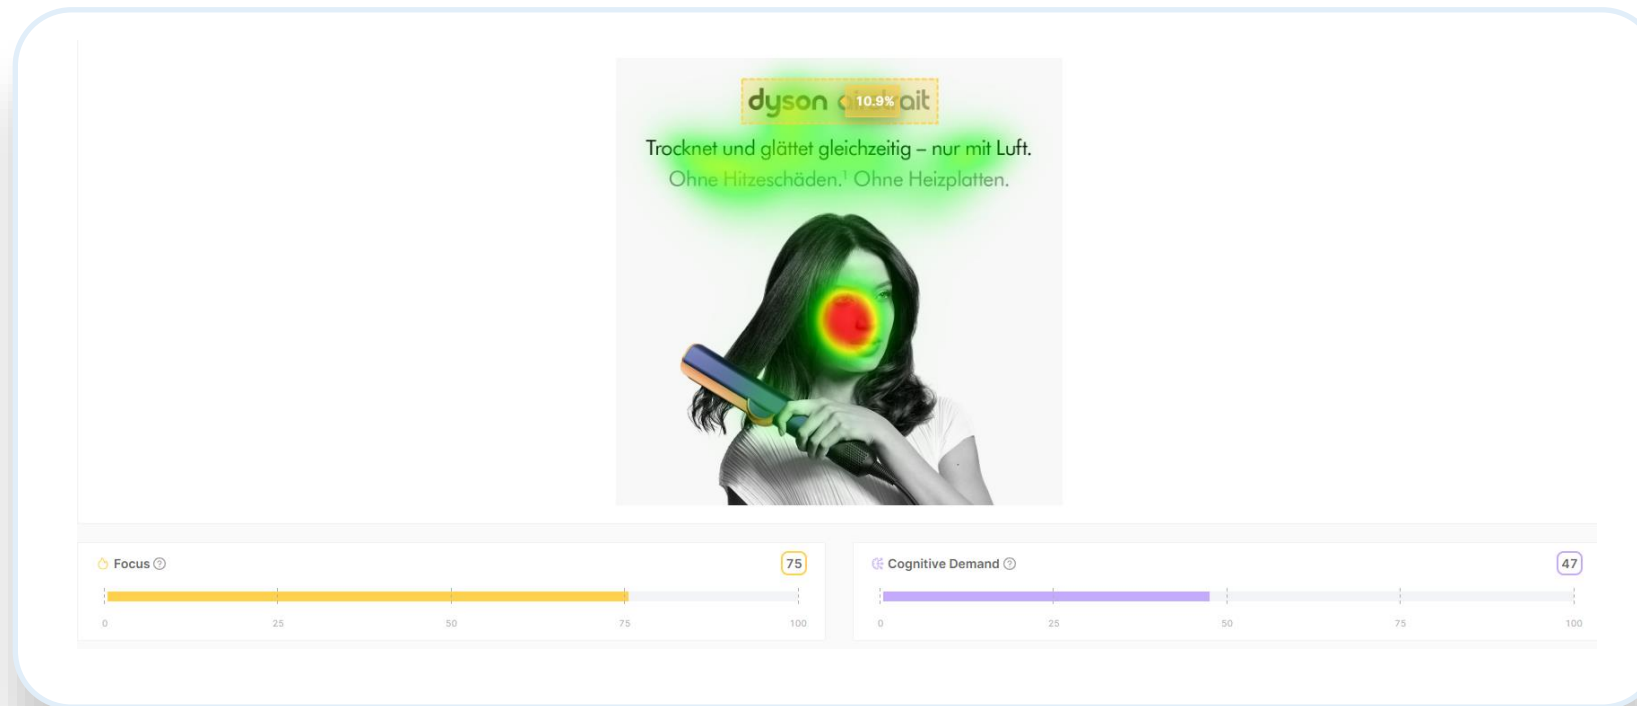 dyson ait
10.9%
Trocknet und glättet gleichzeitig – nur mit Luft.
Ohne Hitzeschäden.¹ Ohne Heizplatten.
Focus ?
75
0 25 50 75 100
Cognitive Demand ?
47
0 25 50 75 100